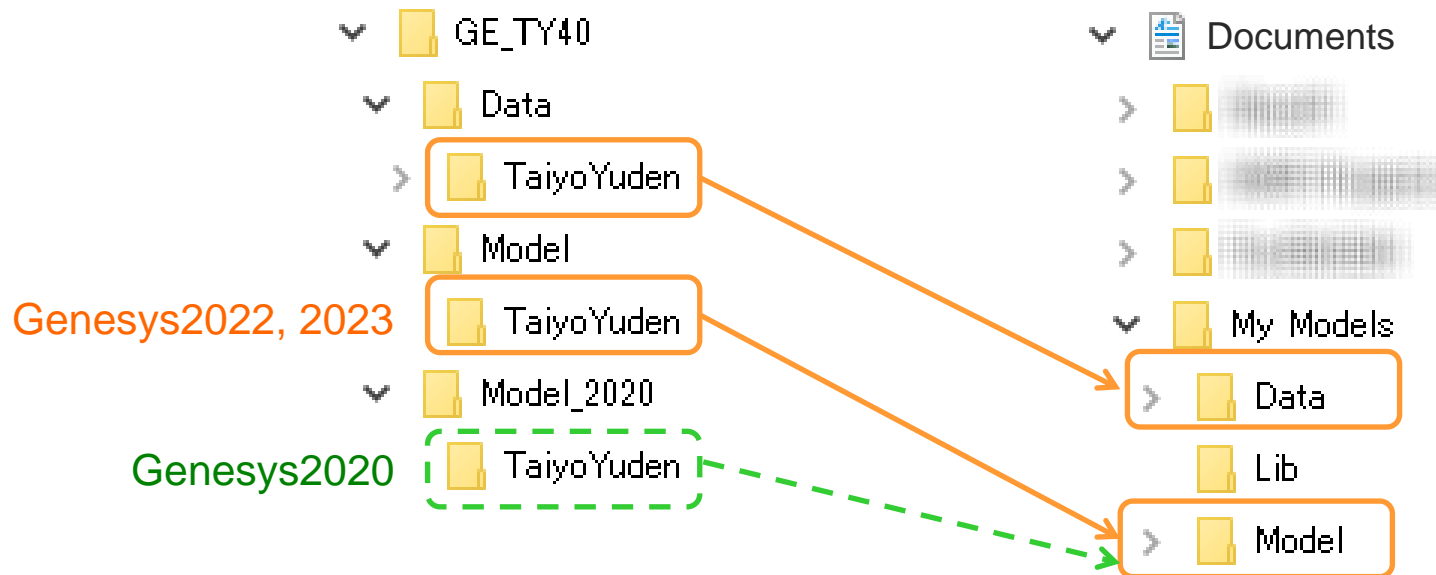 GE_TY40
Data
TaiyoYuden
Model
Genesys2022, 2023
TaiyoYuden
Model_2020
Genesys2020
TaiyoYuden
Documents
My Models
Data
Lib
Model